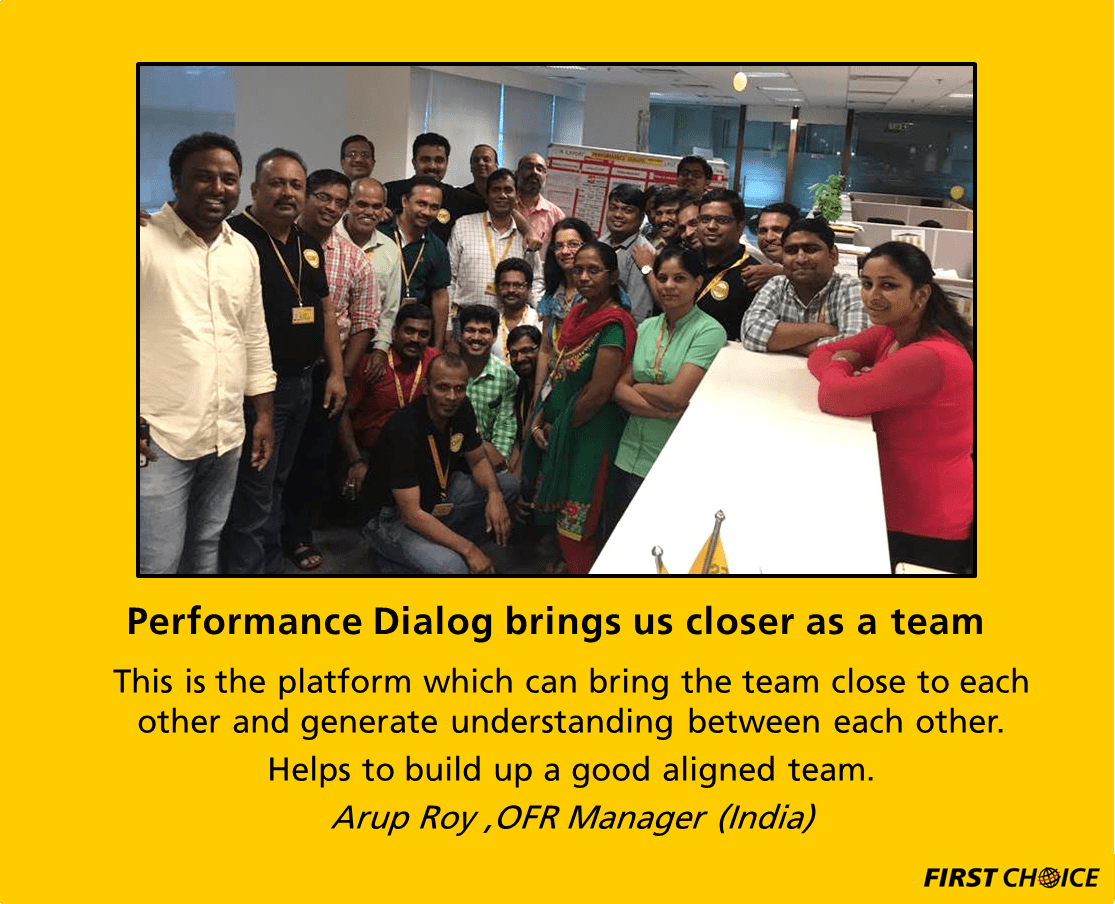 PERFORMANCE DIALOG
Performance Dialog brings us closer as a team
This is the platform which can bring the team close to each
other and generate understanding between each other.
Helps to build up a good aligned team.
Arup Roy ,OFR Manager (India)
FIRST CHOICE